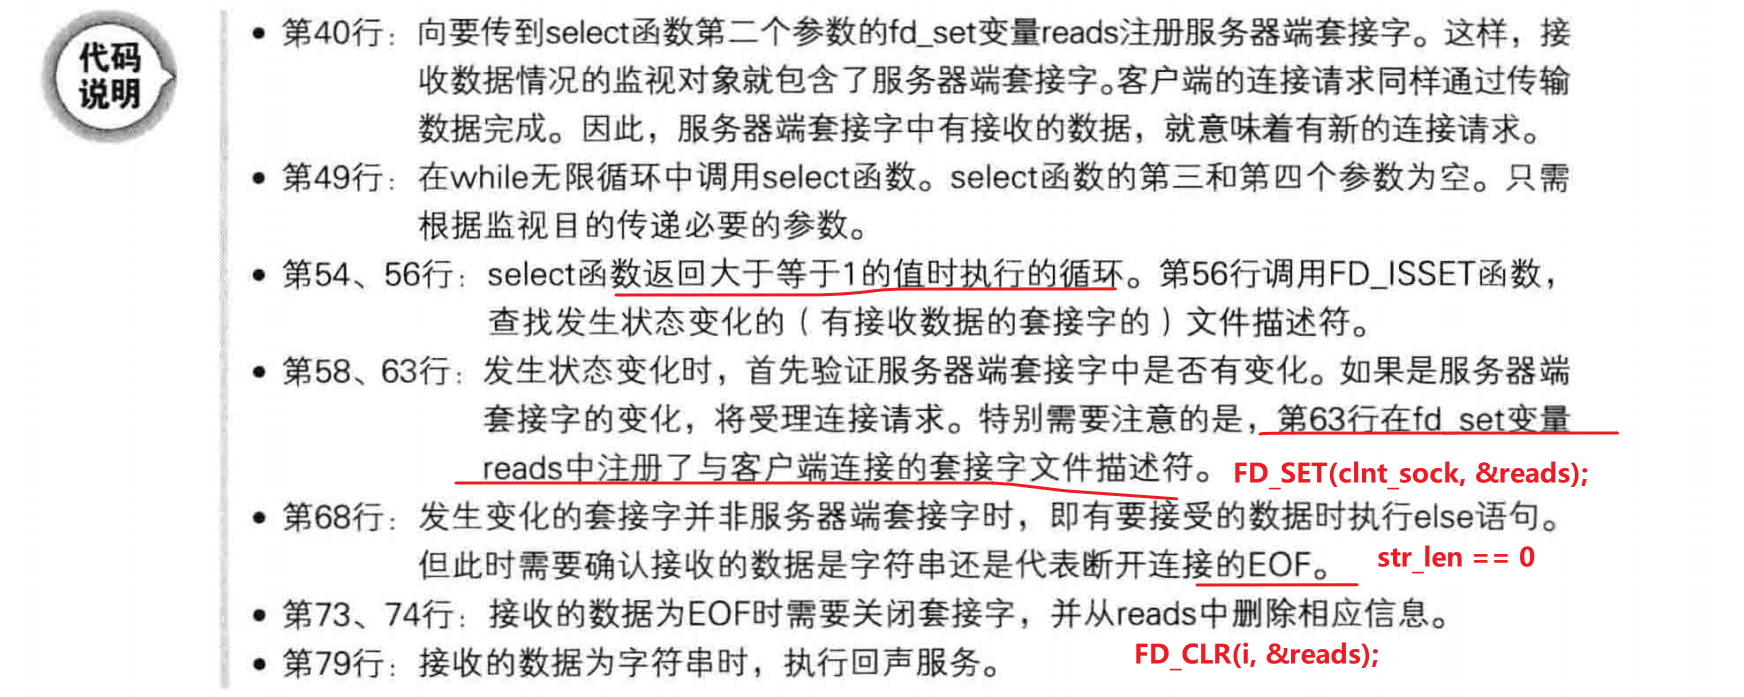 代码
说明
• 第40行：向要传到select函数第二个参数的fd_set变量reads注册服务器端套接字。这样，接
收数据情况的监视对象就包含了服务器端套接字。客户端的连接请求同样通过传输
数据完成。因此，服务器端套接字中有接收的数据，就意味着有新的连接请求。
• 第49行：在while无限循环中调用select函数。select函数的第三和第四个参数为空。只需
根据监视目的传递必要的参数。
• 第54、56行：select函数返回大于等于1的值时执行的循环。第56行调用FD_ISSET函数，
查找发生状态变化的（有接收数据的套接字的）文件描述符。
• 第58、63行：发生状态变化时，首先验证服务器端套接字中是否有变化。如果是服务器端
套接字的变化，将受理连接请求。特别需要注意的是，第63行在fd_set变量
reads中注册了与客户端连接的套接字文件描述符。 FD_SET(clnt_sock, &reads);
• 第68行：发生变化的套接字并非服务器端套接字时，即有要接受的数据时执行else语句。
但此时需要确认接收的数据是字符串还是代表断开连接的EOF。 str_len == 0
• 第73、74行：接收的数据为EOF时需要关闭套接字，并从reads中删除相应信息。
• 第79行：接收的数据为字符串时，执行回声服务。 FD_CLR(i, &reads);